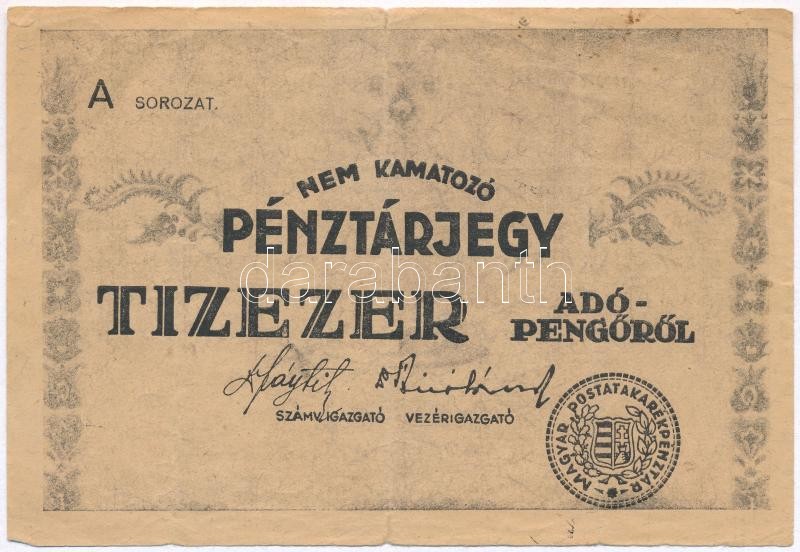 A SOROZAT.
NEM KAMATOZÓ
PÉNZTÁRJEGY
darabanth
TIZEZER ADÓ-
PENGŐRŐL
SZÁMV.IGAZGATÓ VEZÉRIGAZGATÓ
MAGYAR POSTATAKARÉKPÉNZTÁR